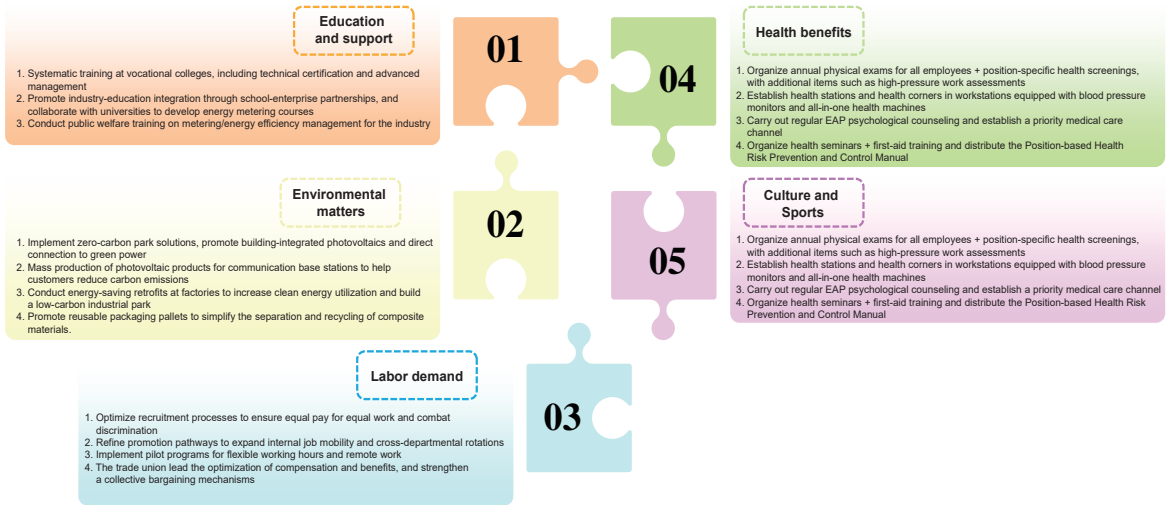 Education
and support
01
1. Systematic training at vocational colleges, including technical certification and advanced
management
2. Promote industry-education integration through school-enterprise partnerships, and
collaborate with universities to develop energy metering courses
3. Conduct public welfare training on metering/energy efficiency management for the industry
Environmental
matters
02
1. Implement zero-carbon park solutions, promote building-integrated photovoltaics and direct
connection to green power
2. Mass production of photovoltaic products for communication base stations to help
customers reduce carbon emissions
3. Conduct energy-saving retrofits at factories to increase clean energy utilization and build
a low-carbon industrial park
4. Promote reusable packaging pallets to simplify the separation and recycling of composite
materials.
Labor demand
03
1. Optimize recruitment processes to ensure equal pay for equal work and combat
discrimination
2. Refine promotion pathways to expand internal job mobility and cross-departmental rotations
3. Implement pilot programs for flexible working hours and remote work
4. The trade union lead the optimization of compensation and benefits, and strengthen
a collective bargaining mechanisms
04
Health benefits
1. Organize annual physical exams for all employees + position-specific health screenings,
with additional items such as high-pressure work assessments
2. Establish health stations and health corners in workstations equipped with blood pressure
monitors and all-in-one health machines
3. Carry out regular EAP psychological counseling and establish a priority medical care
channel
4. Organize health seminars + first-aid training and distribute the Position-based Health
Risk Prevention and Control Manual
05
Culture and
Sports
1. Organize annual physical exams for all employees + position-specific health screenings,
with additional items such as high-pressure work assessments
2. Establish health stations and health corners in workstations equipped with blood pressure
monitors and all-in-one health machines
3. Carry out regular EAP psychological counseling and establish a priority medical care channel
4. Organize health seminars + first-aid training and distribute the Position-based Health Risk
Prevention and Control Manual